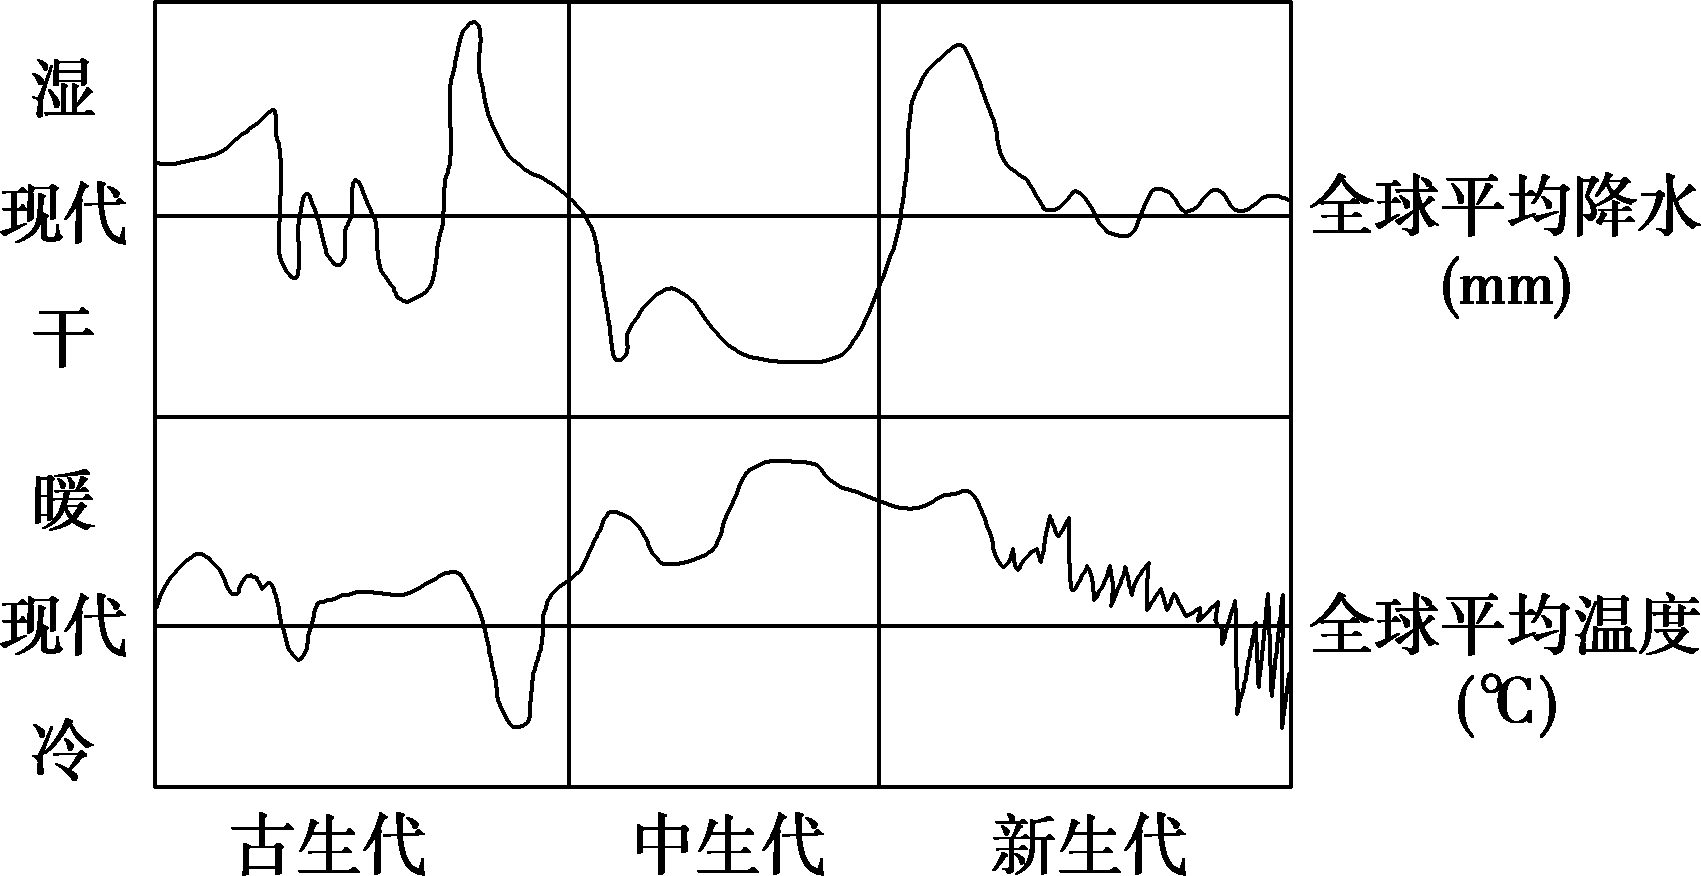 湿
现代
干
全球平均降水
(mm)
暖
现代
冷
全球平均温度
(℃)
古生代
中生代
新生代